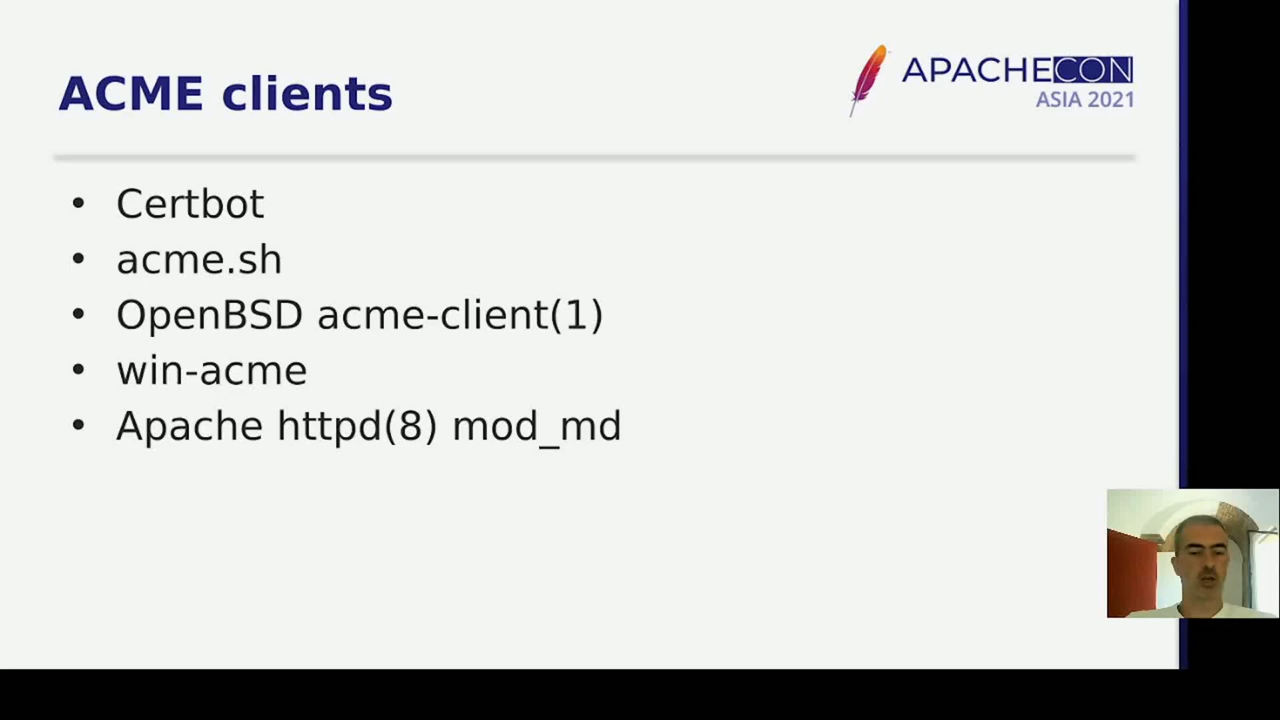 ACME clients
APACHECON
ASIA 2021
• Certbot
• acme.sh
• OpenBSD acme-client(1)
• win-acme
• Apache httpd(8) mod_md